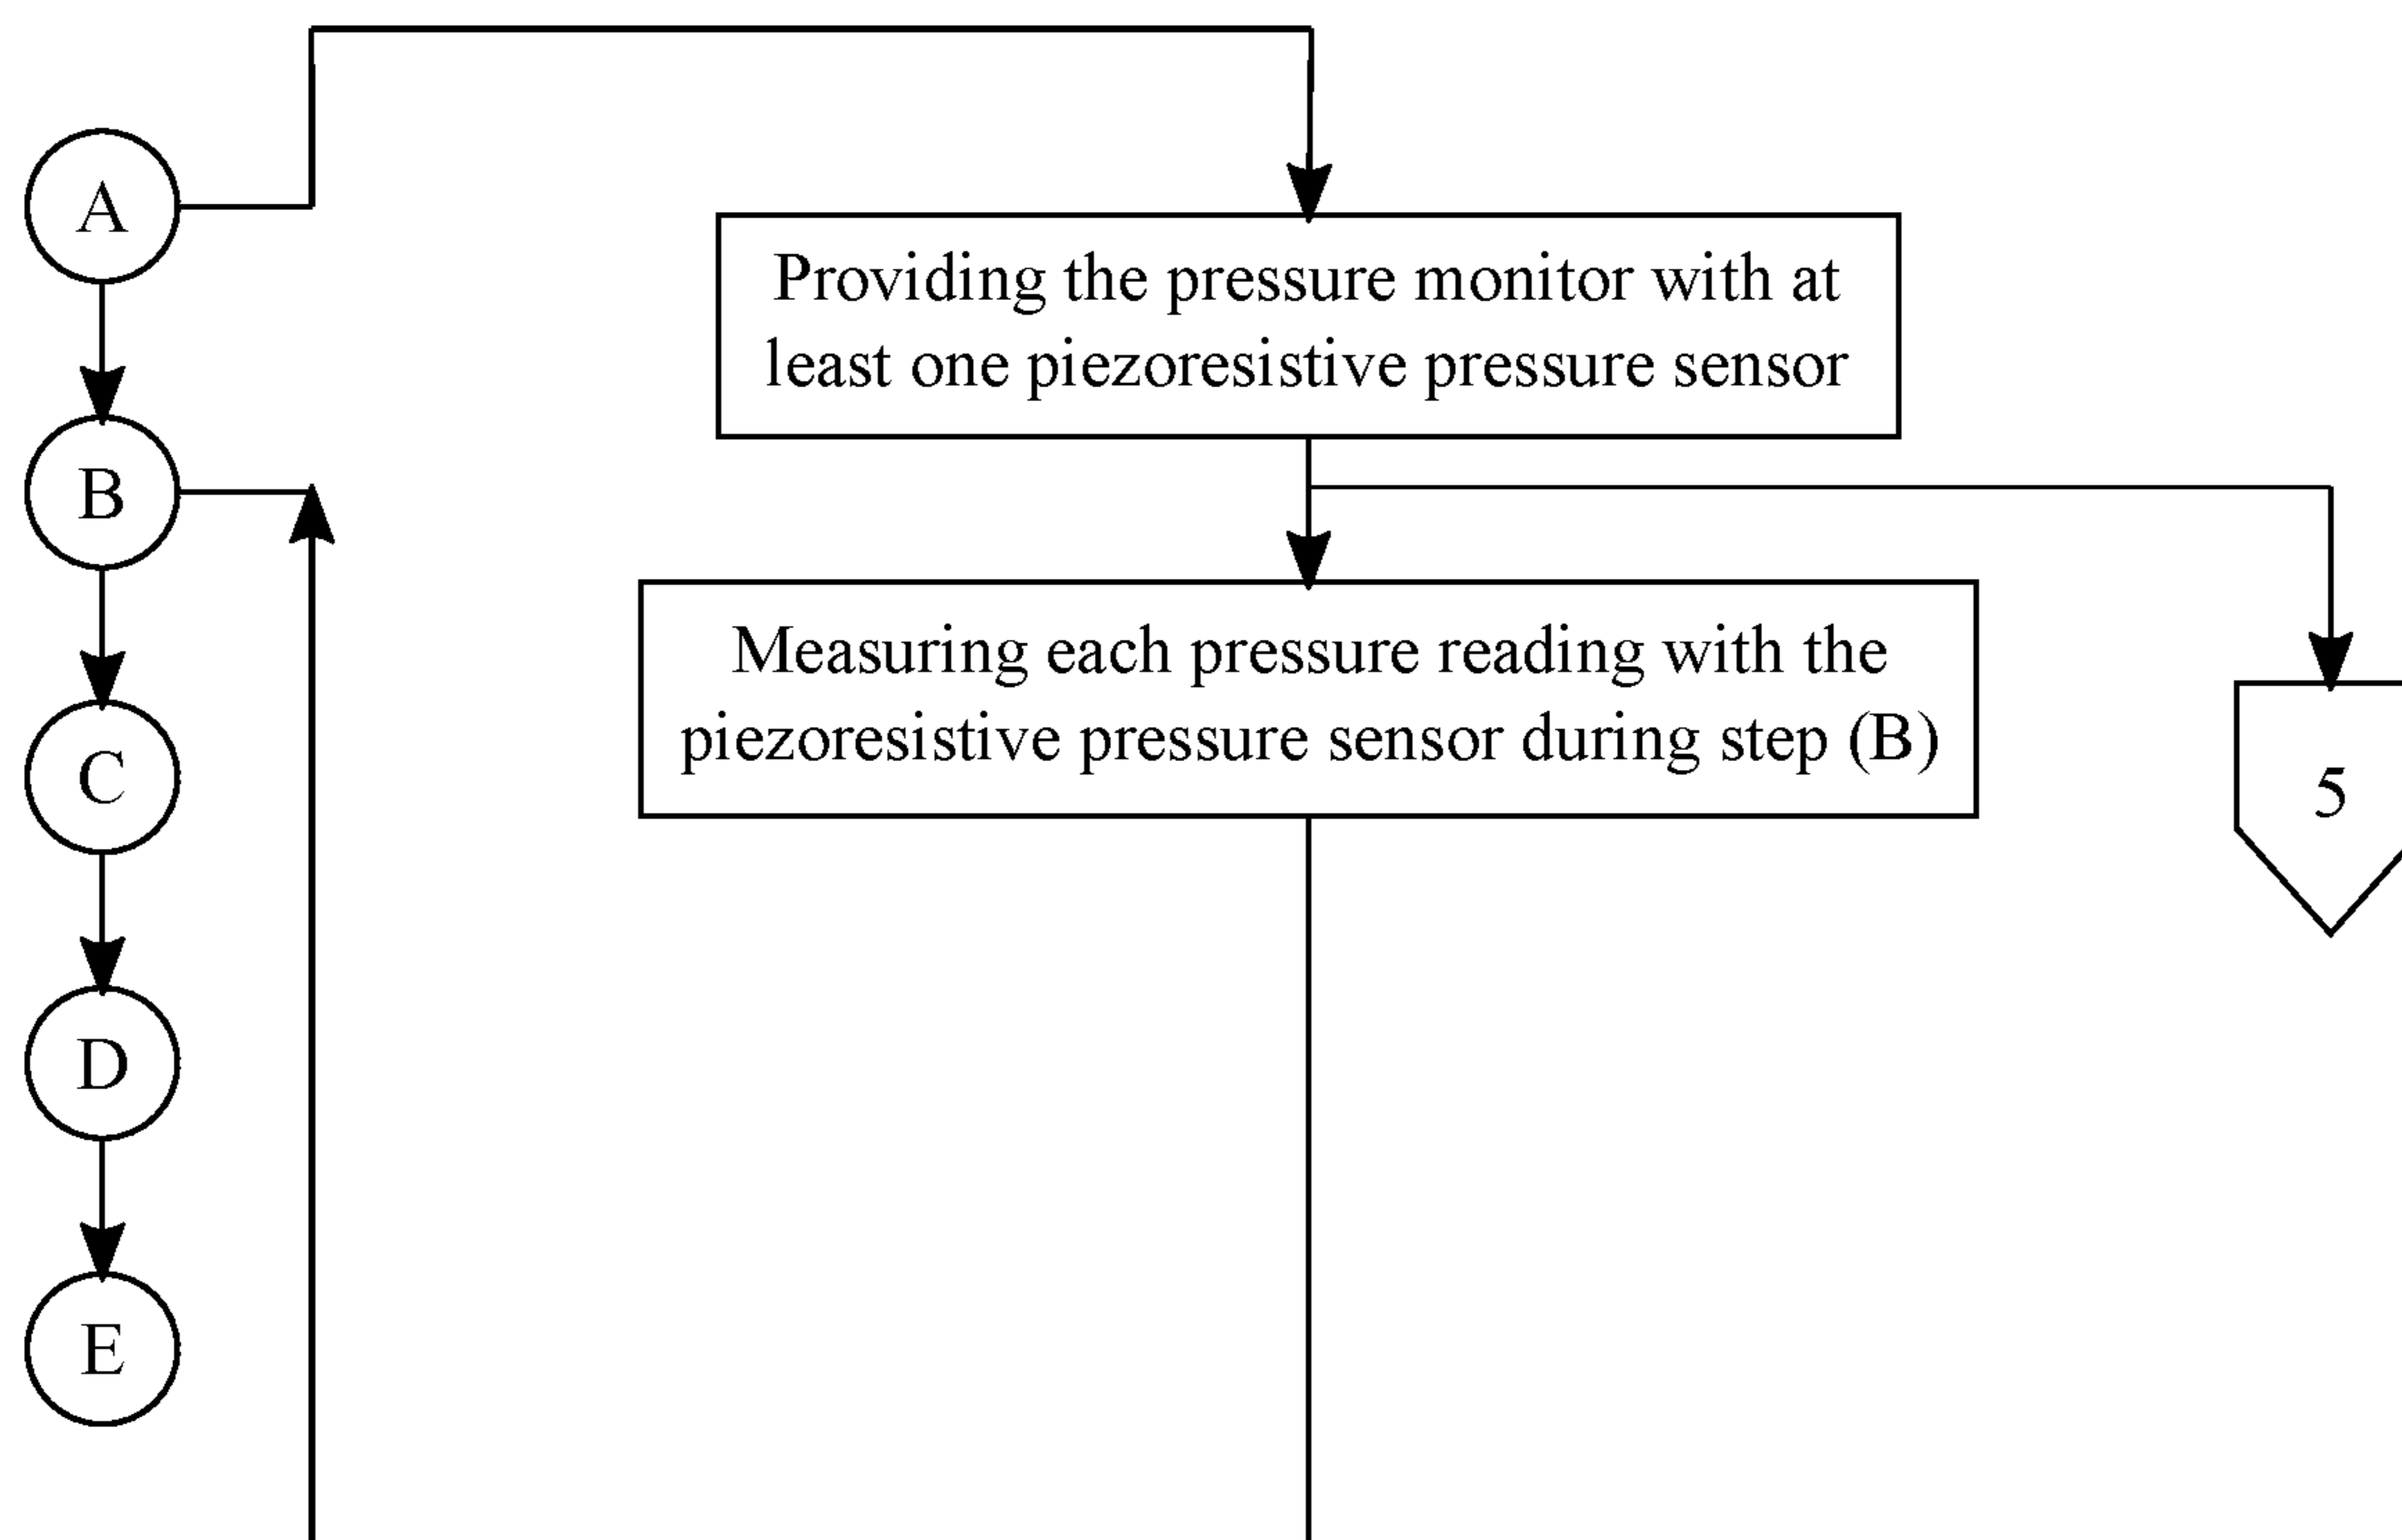 A
Providing the pressure monitor with at
least one piezoresistive pressure sensor
B
Measuring each pressure reading with the
piezoresistive pressure sensor during step (B)
C
5
D
E